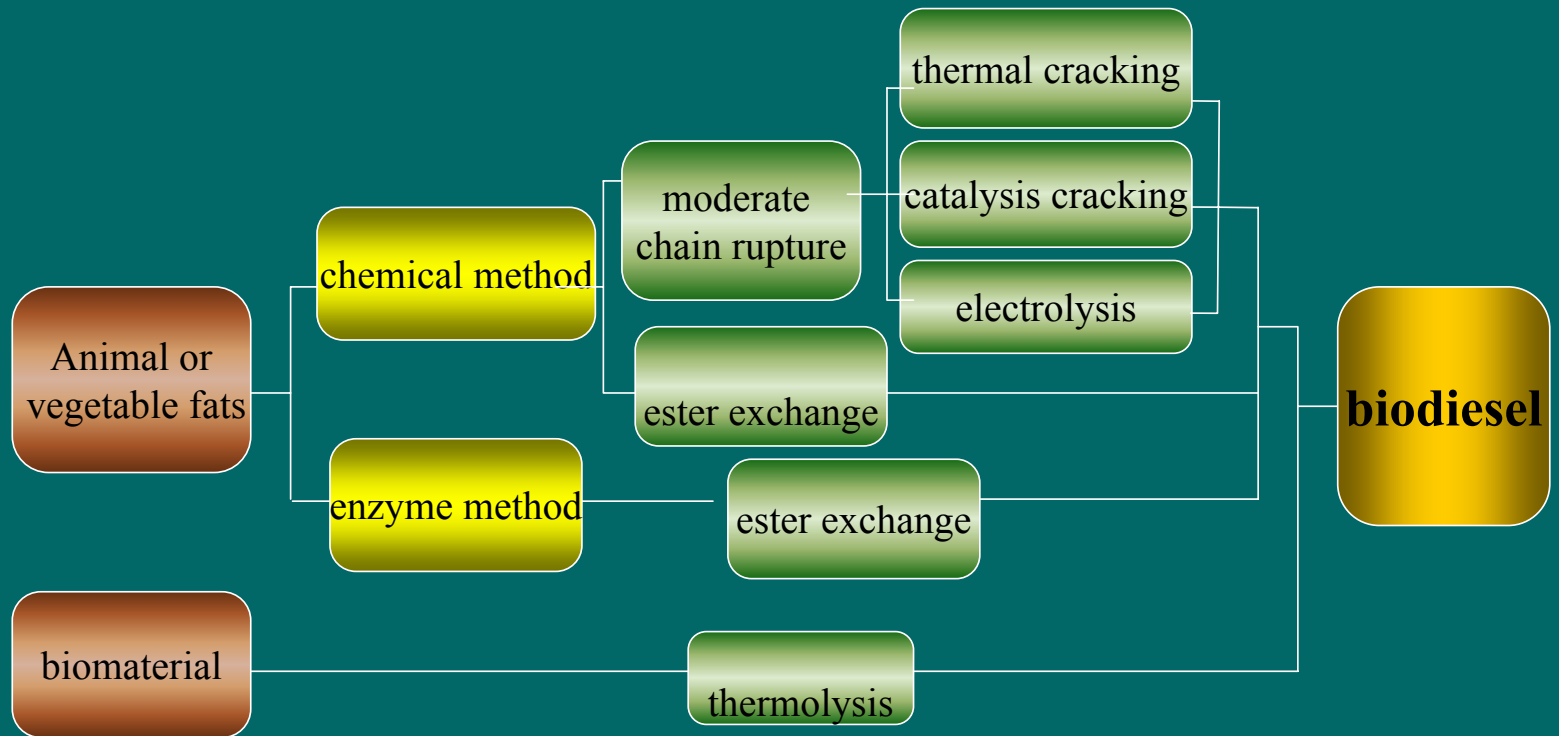 thermal cracking
moderate
chain rupture
catalysis cracking
chemical method
electrolysis
Animal or
vegetable fats
ester exchange
biodiesel
enzyme method
ester exchange
biomaterial
thermolysis